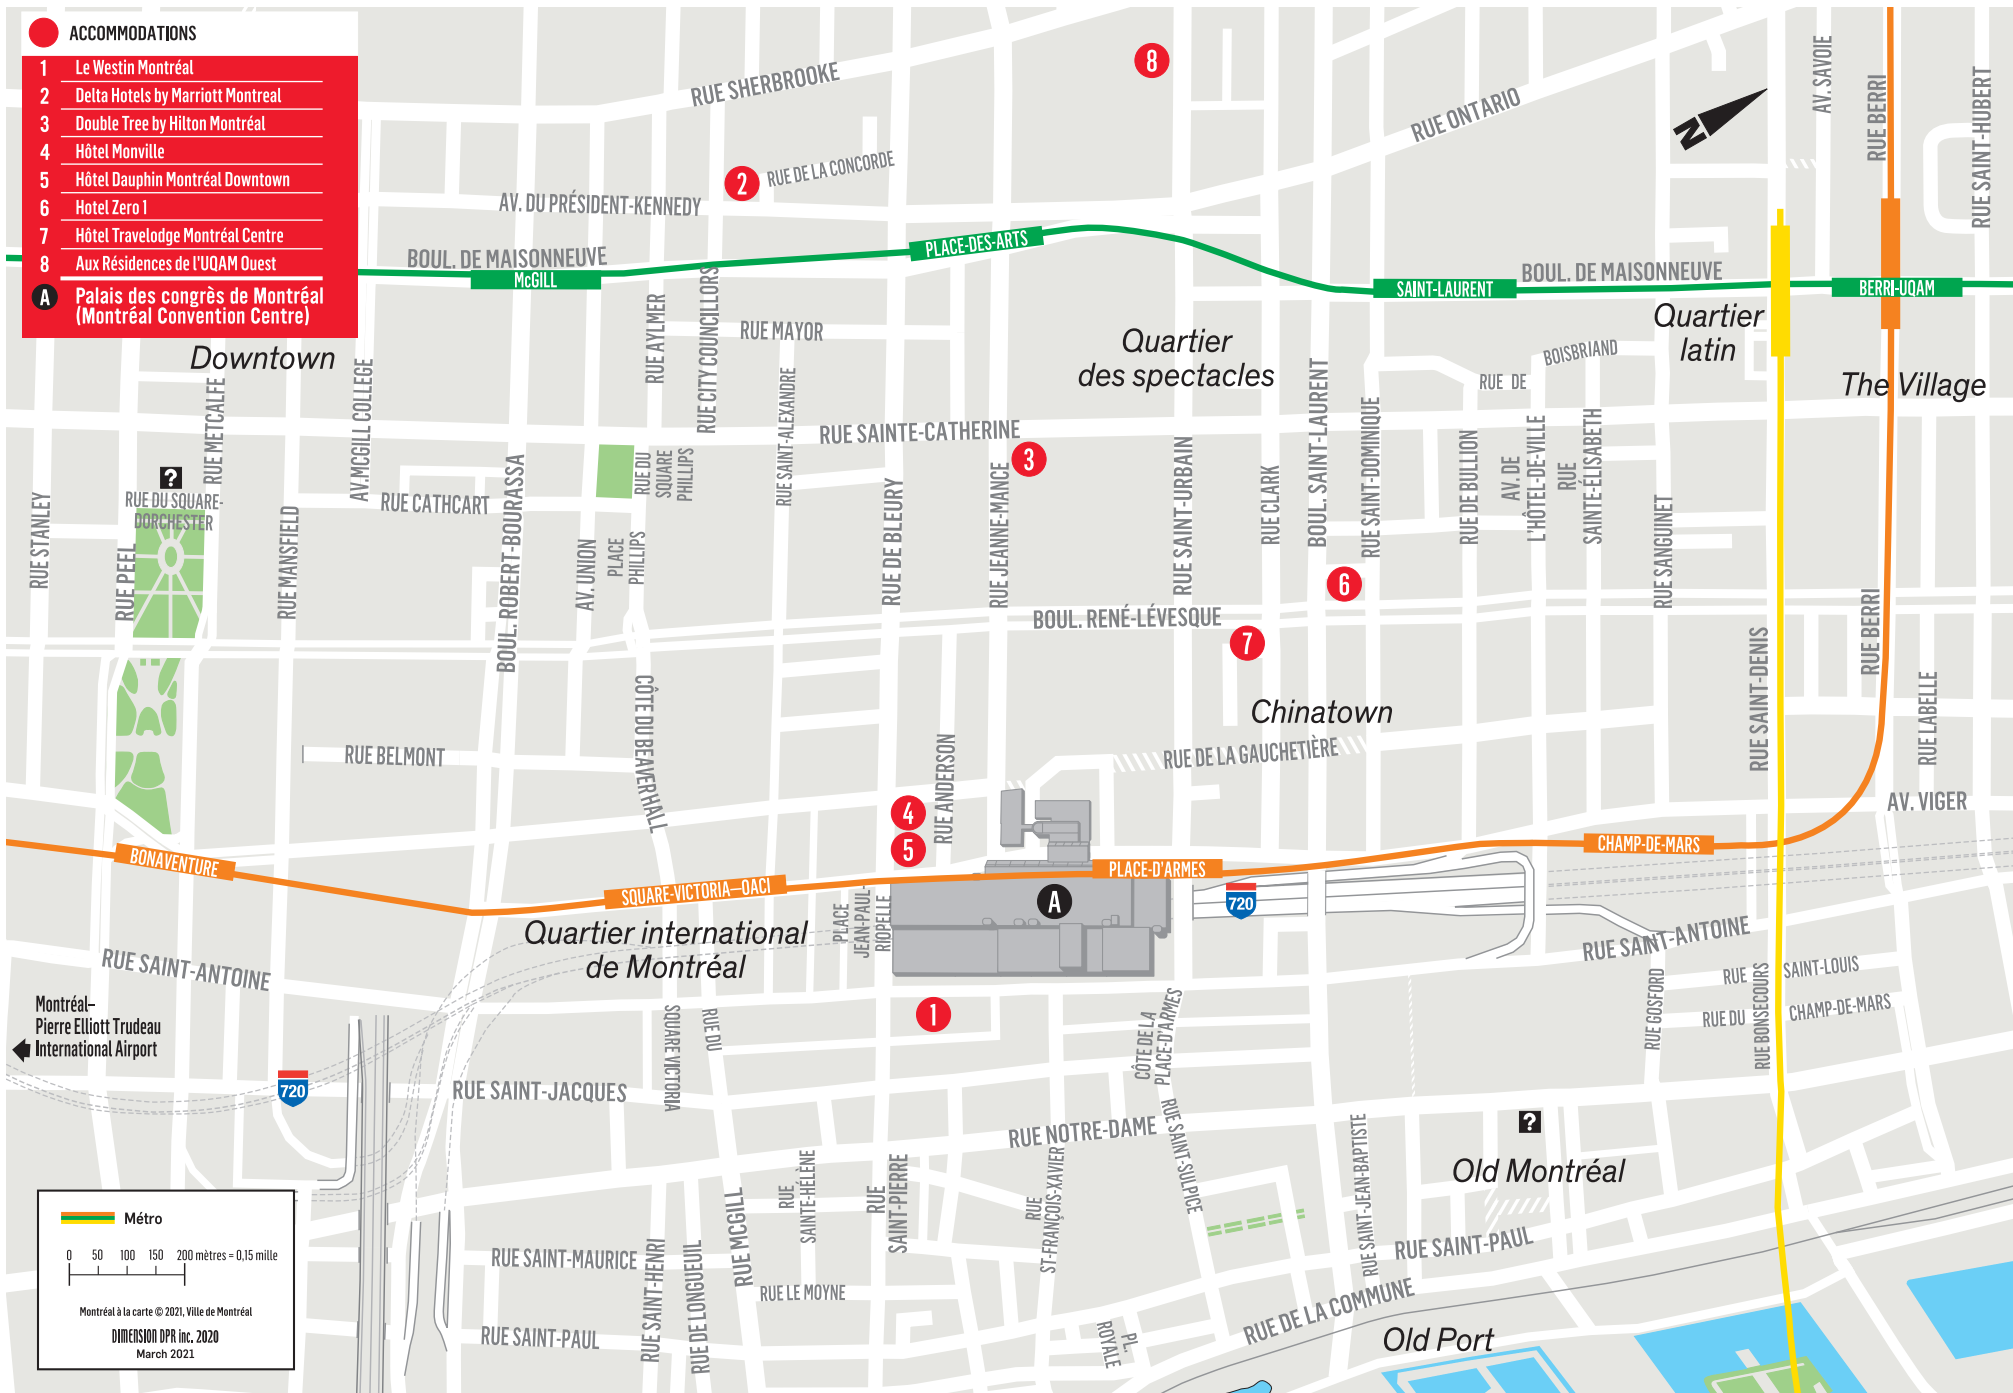 ACCOMMODATIONS
1 Le Westin Montréal
2 Delta Hotels by Marriott Montreal
3 Double Tree by Hilton Montréal
4 Hôtel Monville
5 Hôtel Dauphin Montréal Downtown
6 Hotel Zero 1
7 Hôtel Travelodge Montréal Centre
8 Aux Résidences de l'UQAM Ouest
A Palais des congrès de Montréal
(Montréal Convention Centre)
8
RUE SHERBROOKE
RUE ONTARIO
N
AV. SAVOIE
RUE BERRI
RUE SAINT-HUBERT
2
RUE DE LA CONCORDE
AV. DU PRÉSIDENT-KENNEDY
BOUL. DE MAISONNEUVE
McGILL
PLACE-DES-ARTS
SAINT-LAURENT
BOUL. DE MAISONNEUVE
BERRI-UQAM
Downtown
RUE AYLMER
RUE CITY COUNCILLORS
RUE MAYOR
Quartier
des spectacles
Quartier
latin
The Village
BOISBRIAND
RUE DE
RUE METCALFE
AV. MCGILL COLLEGE
RUE SAINT-ALEXANDRE
RUE SAINTE-CATHERINE
3
?
RUE DU SQUARE-
DORCHESTER
RUE CATHCART
RUE DU
SQUARE
PHILLIPS
RUE STANLEY
RUE PEEL
RUE MANSFIELD
BOUL. ROBERT-BOURASSA
AV. UNION
PLACE
PHILLIPS
RUE DE BLEURY
RUE JEANNE-MANCE
RUE SAINT-URBAIN
RUE CLARK
BOUL. SAINT-LAURENT
RUE SAINT-DOMINIQUE
RUE DE BULLION
AV. DE
L'HÔTEL-DE-VILLE
RUE
SAINTE-ÉLISABETH
RUE SANGUINET
6
BOUL. RENÉ-LÉVESQUE
7
RUE SAINT-DENIS
RUE BERRI
RUE LABELLE
CÔTE DU BEAVERHALL
Chinatown
RUE BELMONT
RUE ANDERSON
RUE DE LA GAUCHETIÈRE
AV. VIGER
4
5
BONAVENTURE
SQUARE-VICTORIA–OACI
PLACE-D'ARMES
CHAMP-DE-MARS
A
720
PLACE
JEAN-PAUL-
RIOPELLE
Quartier international
de Montréal
RUE SAINT-ANTOINE
RUE SAINT-ANTOINE
RUE SAINT-LOUIS
RUE DU CHAMP-DE-MARS
RUE GOSFORD
RUE BONSECOURS
Montréal–
Pierre Elliott Trudeau
International Airport
720
1
SQUARE VICTORIA
RUE DU
CÔTE DE LA
PLACE-D'ARMES
RUE SAINT-JACQUES
RUE NOTRE-DAME
?
Old Montréal
RUE SAINT-SULPICE
RUE SAINT-JEAN-BAPTISTE
RUE
SAINTE-HÉLÈNE
RUE
SAINT-PIERRE
RUE
ST-FRANÇOIS-XAVIER
RUE MCGILL
RUE SAINT-MAURICE
RUE SAINT-HENRI
RUE DE LONGUEUIL
RUE LE MOYNE
RUE SAINT-PAUL
RUE SAINT-PAUL
PL.
ROYALE
RUE DE LA COMMUNE
Old Port
Métro
0 50 100 150 200 mètres = 0,15 mille
Montréal à la carte © 2021, Ville de Montréal
DIMENSION DPR inc. 2020
March 2021